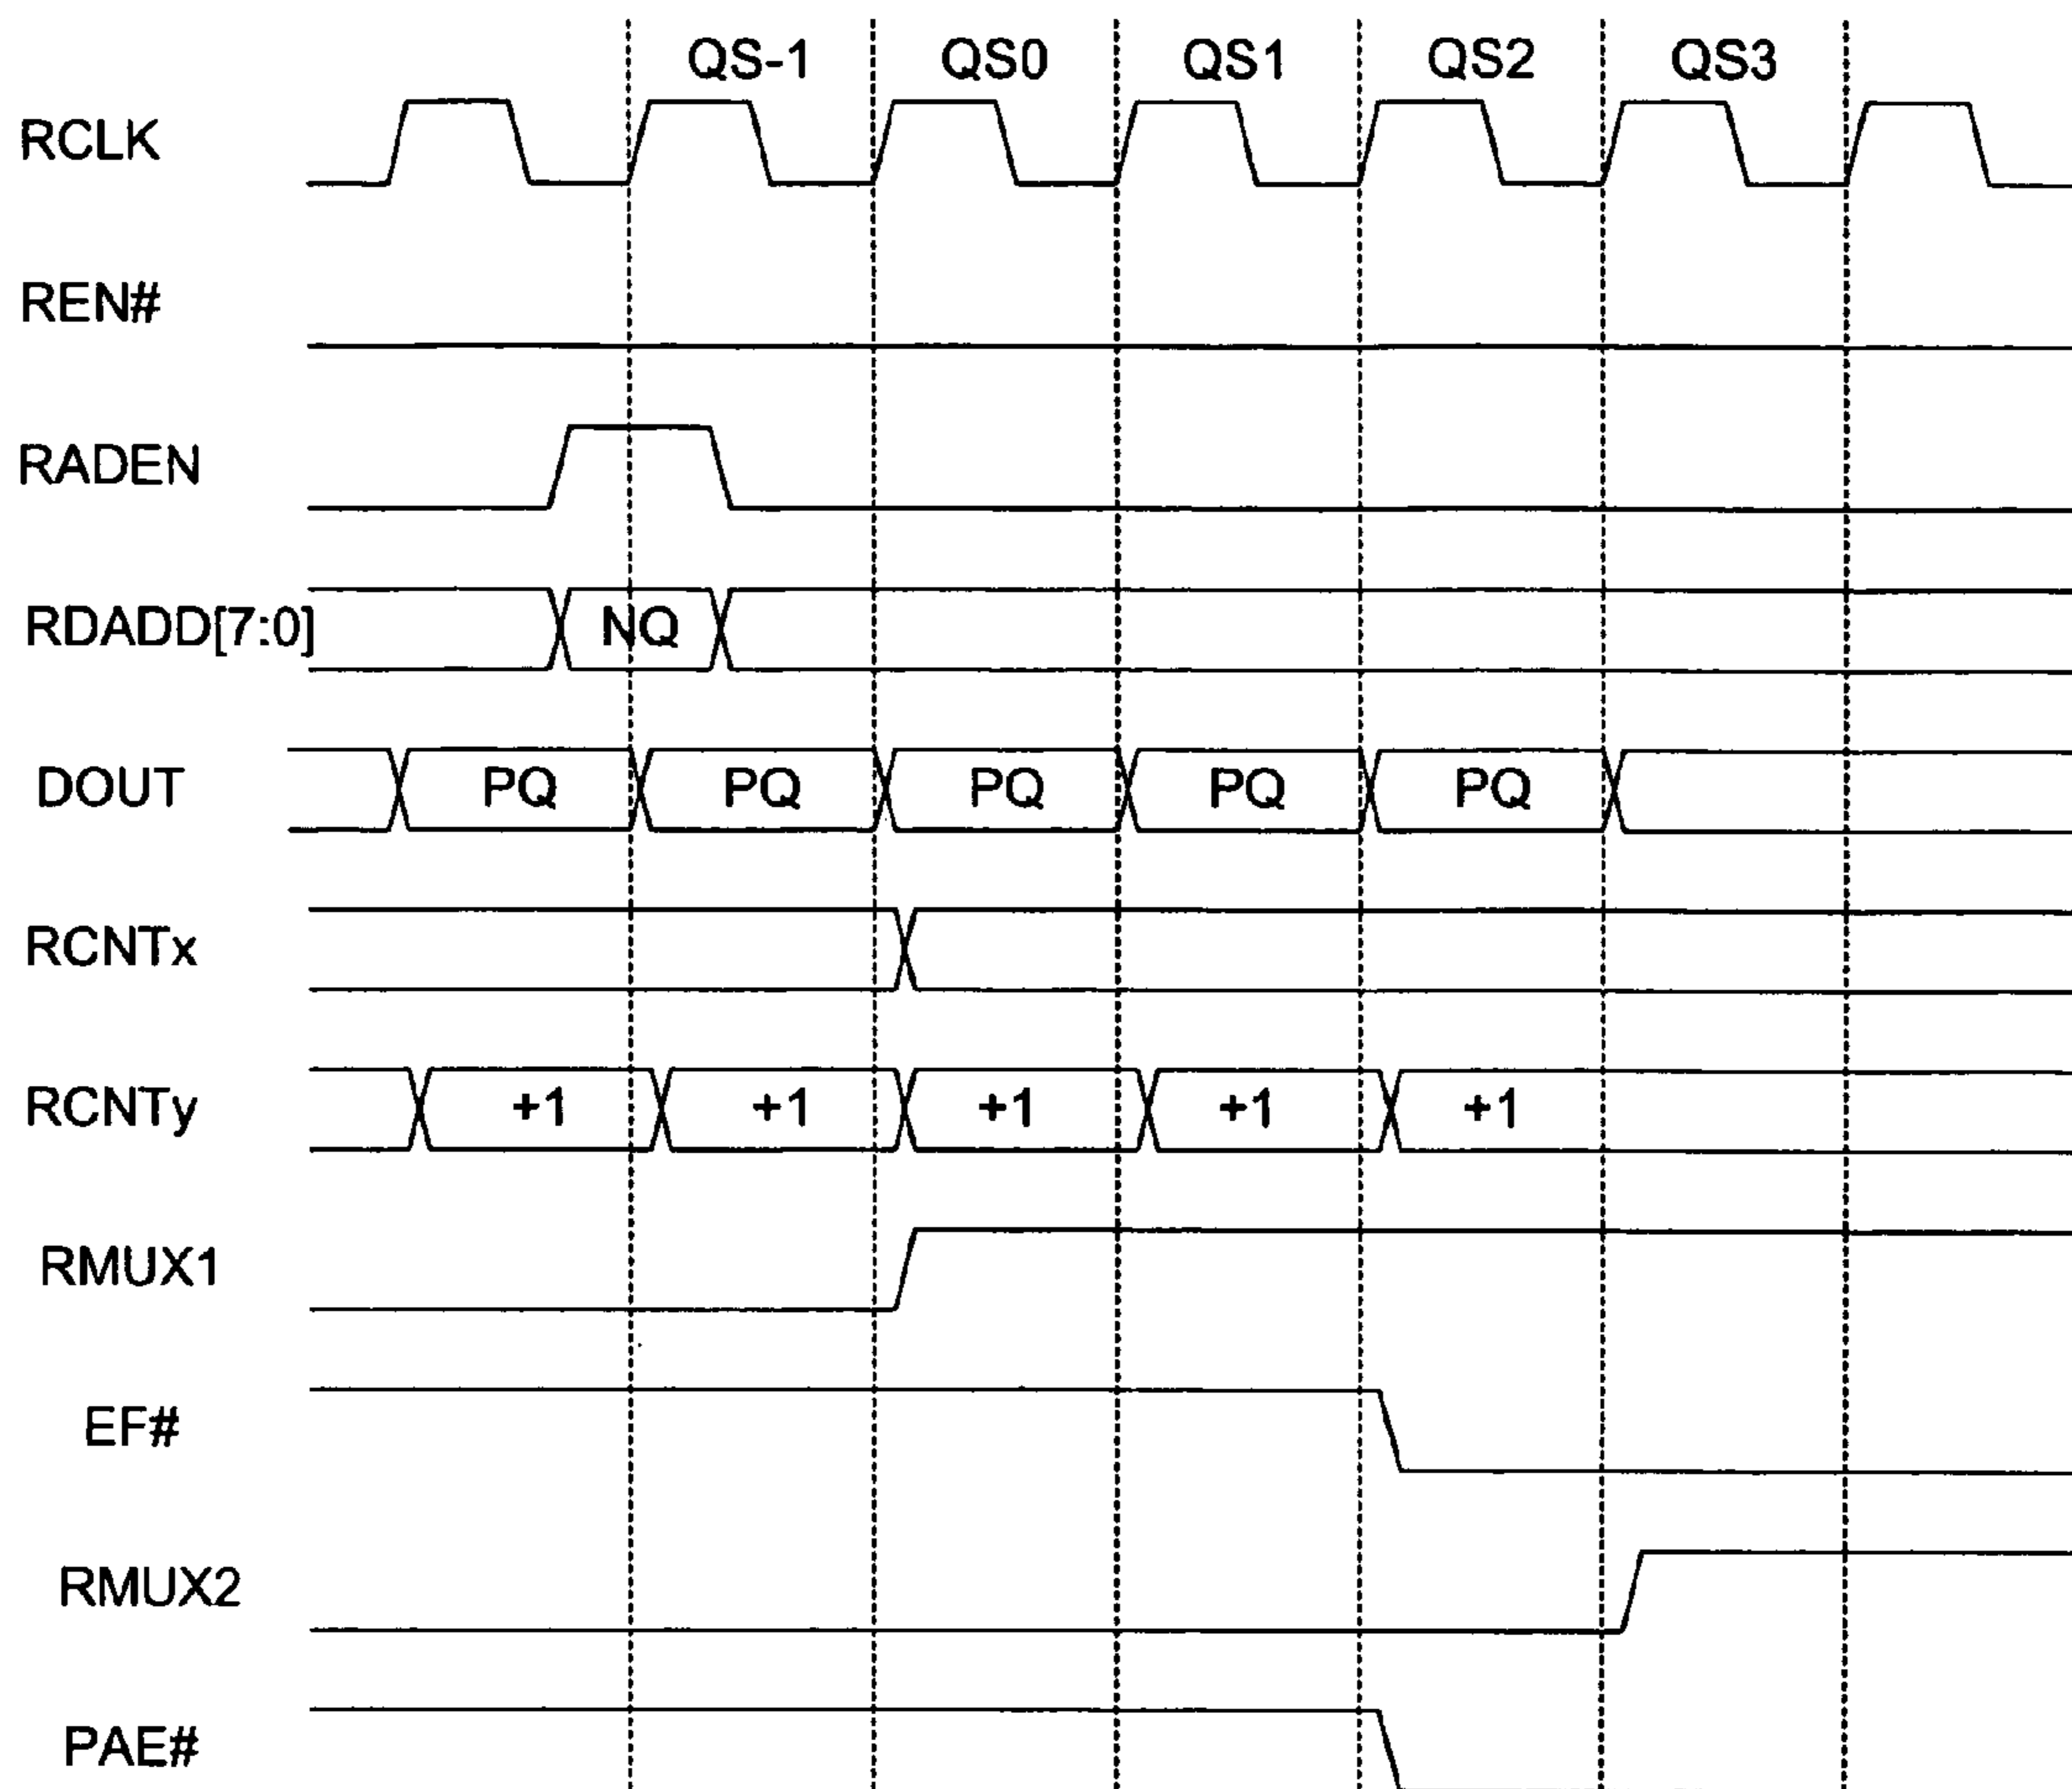 QS-1 QS0 QS1 QS2 QS3
RCLK
REN#
RADEN
RDADD[7:0] NQ
DOUT PQ PQ PQ PQ PQ
RCNTx
RCNTy +1 +1 +1 +1 +1
RMUX1
EF#
RMUX2
PAE#